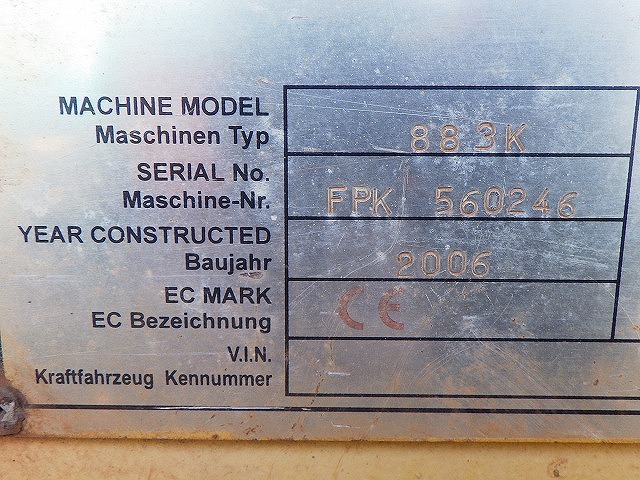 MACHINE MODEL
Maschinen Typ
883K
SERIAL No.
Maschine-Nr.
FPK 560246
YEAR CONSTRUCTED
Baujahr
2006
EC MARK
EC Bezeichnung
CE
V.I.N.
Kraftfahrzeug Kennummer